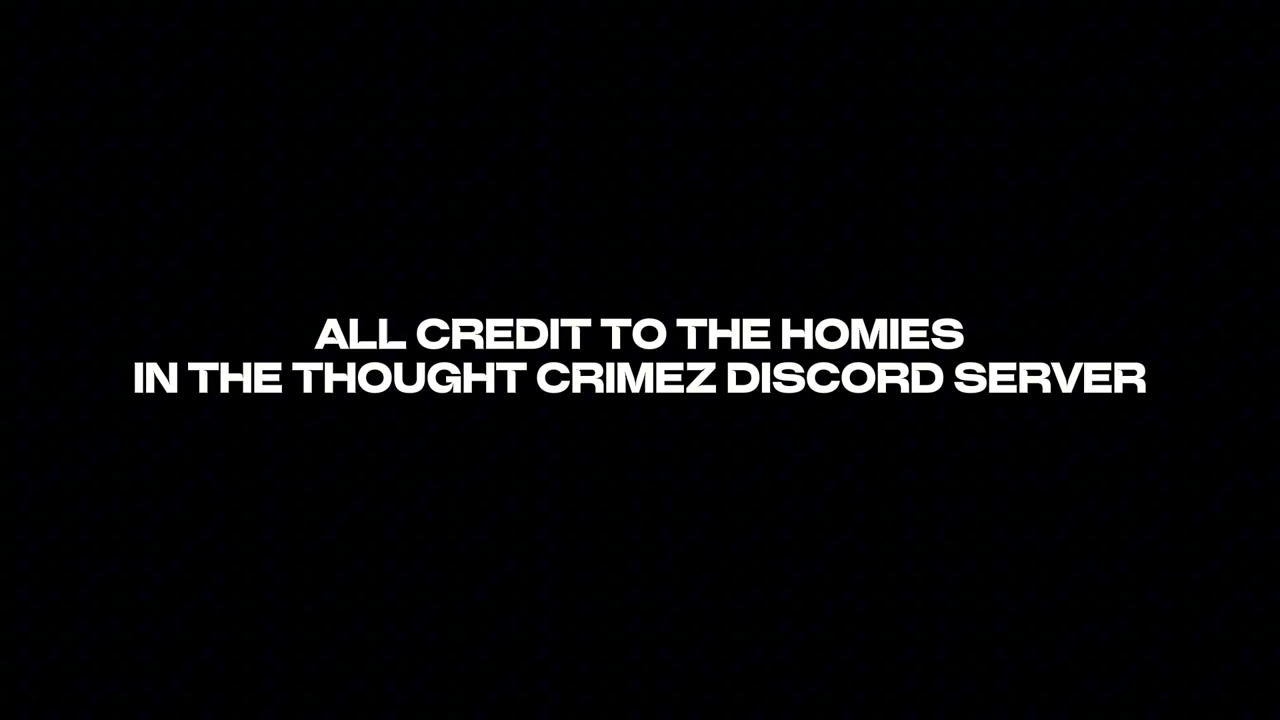 ALL CREDIT TO THE HOMIES
IN THE THOUGHT CRIMEZ DISCORD SERVER